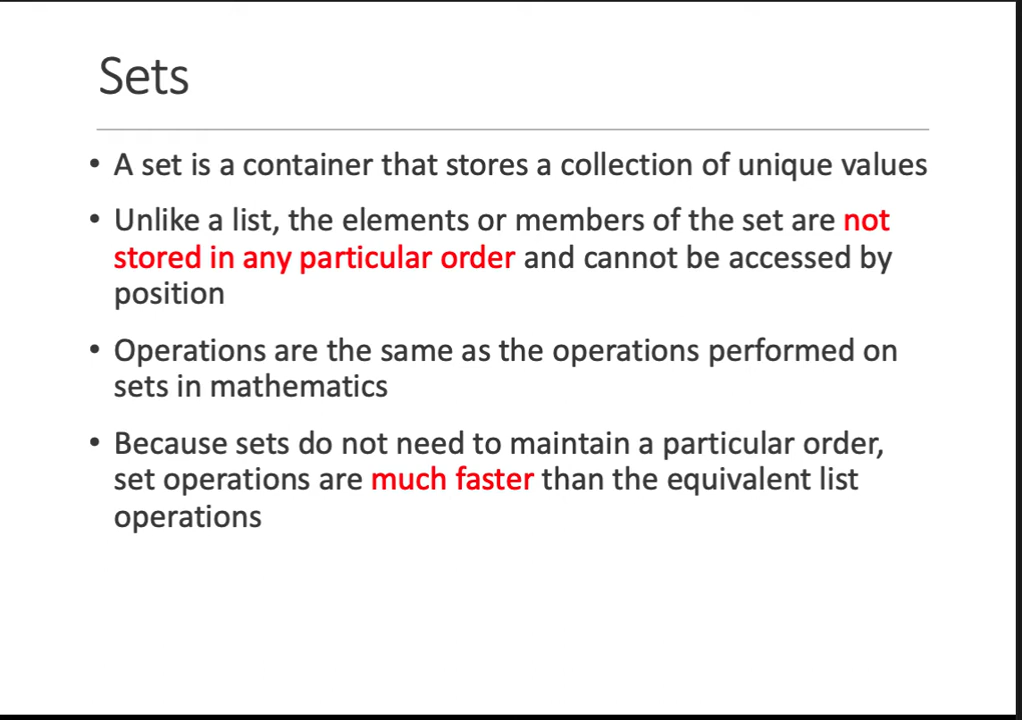 Sets
• A set is a container that stores a collection of unique values
• Unlike a list, the elements or members of the set are not
stored in any particular order and cannot be accessed by
position
• Operations are the same as the operations performed on
sets in mathematics
• Because sets do not need to maintain a particular order,
set operations are much faster than the equivalent list
operations